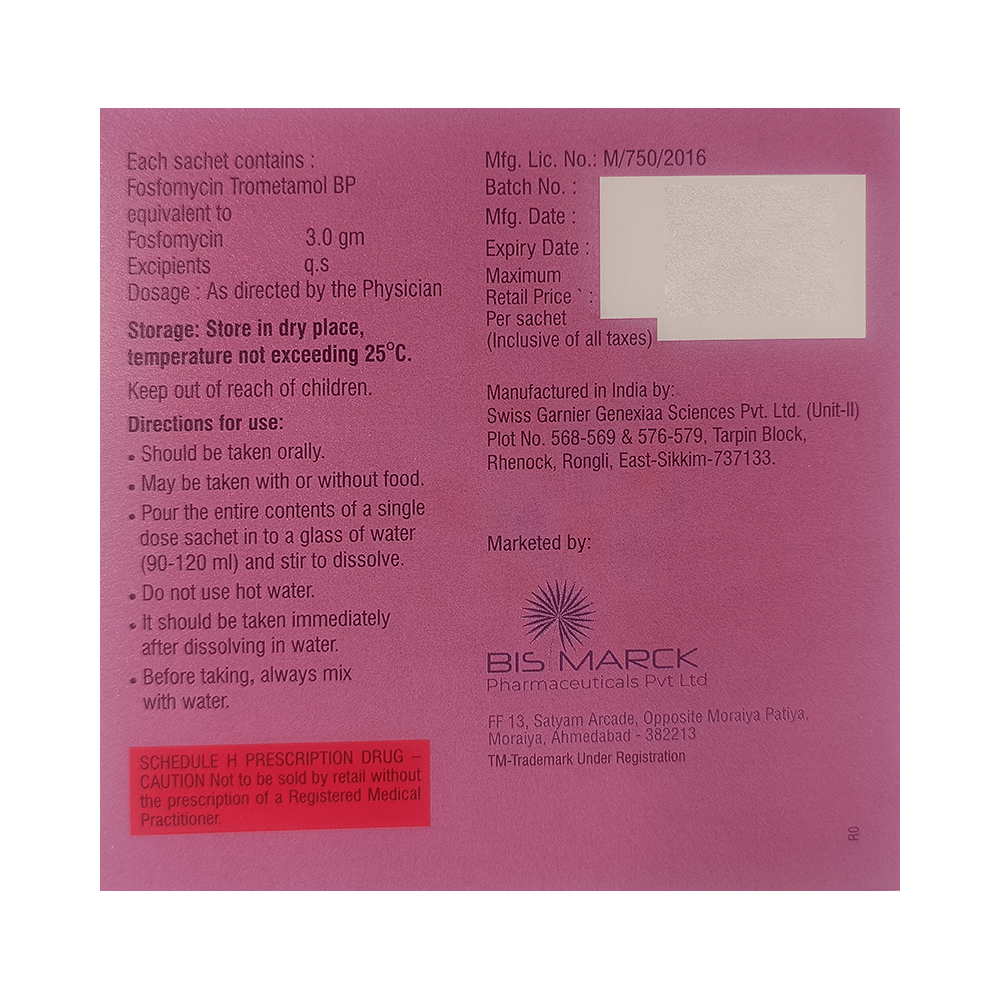 Each sachet contains :
Fosfomycin Trometamol BP
equivalent to
Fosfomycin 3.0 gm
Excipients q.s
Dosage : As directed by the Physician
Storage: Store in dry place,
temperature not exceeding 25°C.
Keep out of reach of children.
Directions for use:
• Should be taken orally.
• May be taken with or without food.
• Pour the entire contents of a single
dose sachet in to a glass of water
(90-120 ml) and stir to dissolve.
• Do not use hot water.
• It should be taken immediately
after dissolving in water.
• Before taking, always mix
with water.
SCHEDULE H PRESCRIPTION DRUG –
CAUTION Not to be sold by retail without
the prescription of a Registered Medical
Practitioner.
Mfg. Lic. No.: M/750/2016
Batch No. :
Mfg. Date :
Expiry Date :
Maximum
Retail Price ` :
Per sachet
(Inclusive of all taxes)
Manufactured in India by:
Swiss Garnier Genexiaa Sciences Pvt. Ltd. (Unit-II)
Plot No. 568-569 & 576-579, Tarpin Block,
Rhenock, Rongli, East-Sikkim-737133.
Marketed by:
BIS MARCK
Pharmaceuticals Pvt Ltd
FF 13, Satyam Arcade, Opposite Moraiya Patiya,
Moraiya, Ahmedabad - 382213
TM-Trademark Under Registration
R0